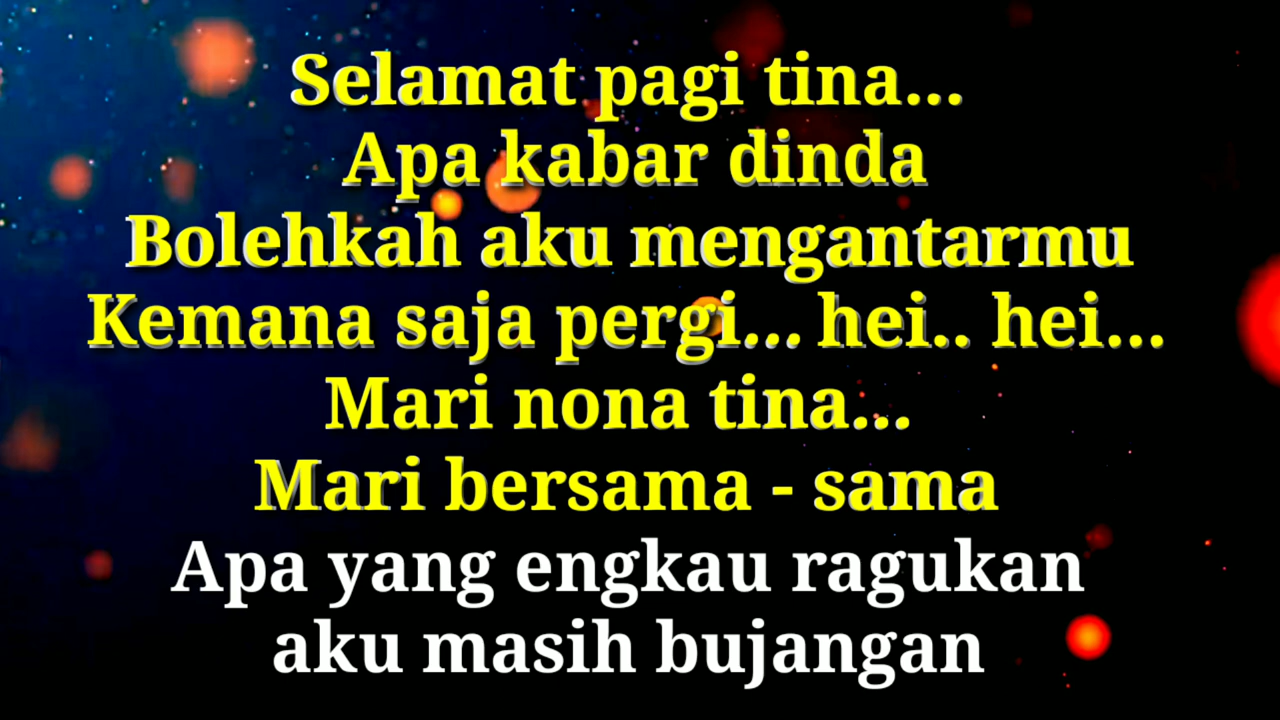 Selamat pagi tina...
Apa kabar dinda
Bolehkah aku mengantarmu
Kemana saja pergi... hei.. hei...
Mari nona tina...
Mari bersama - sama
Apa yang engkau ragukan
aku masih bujangan